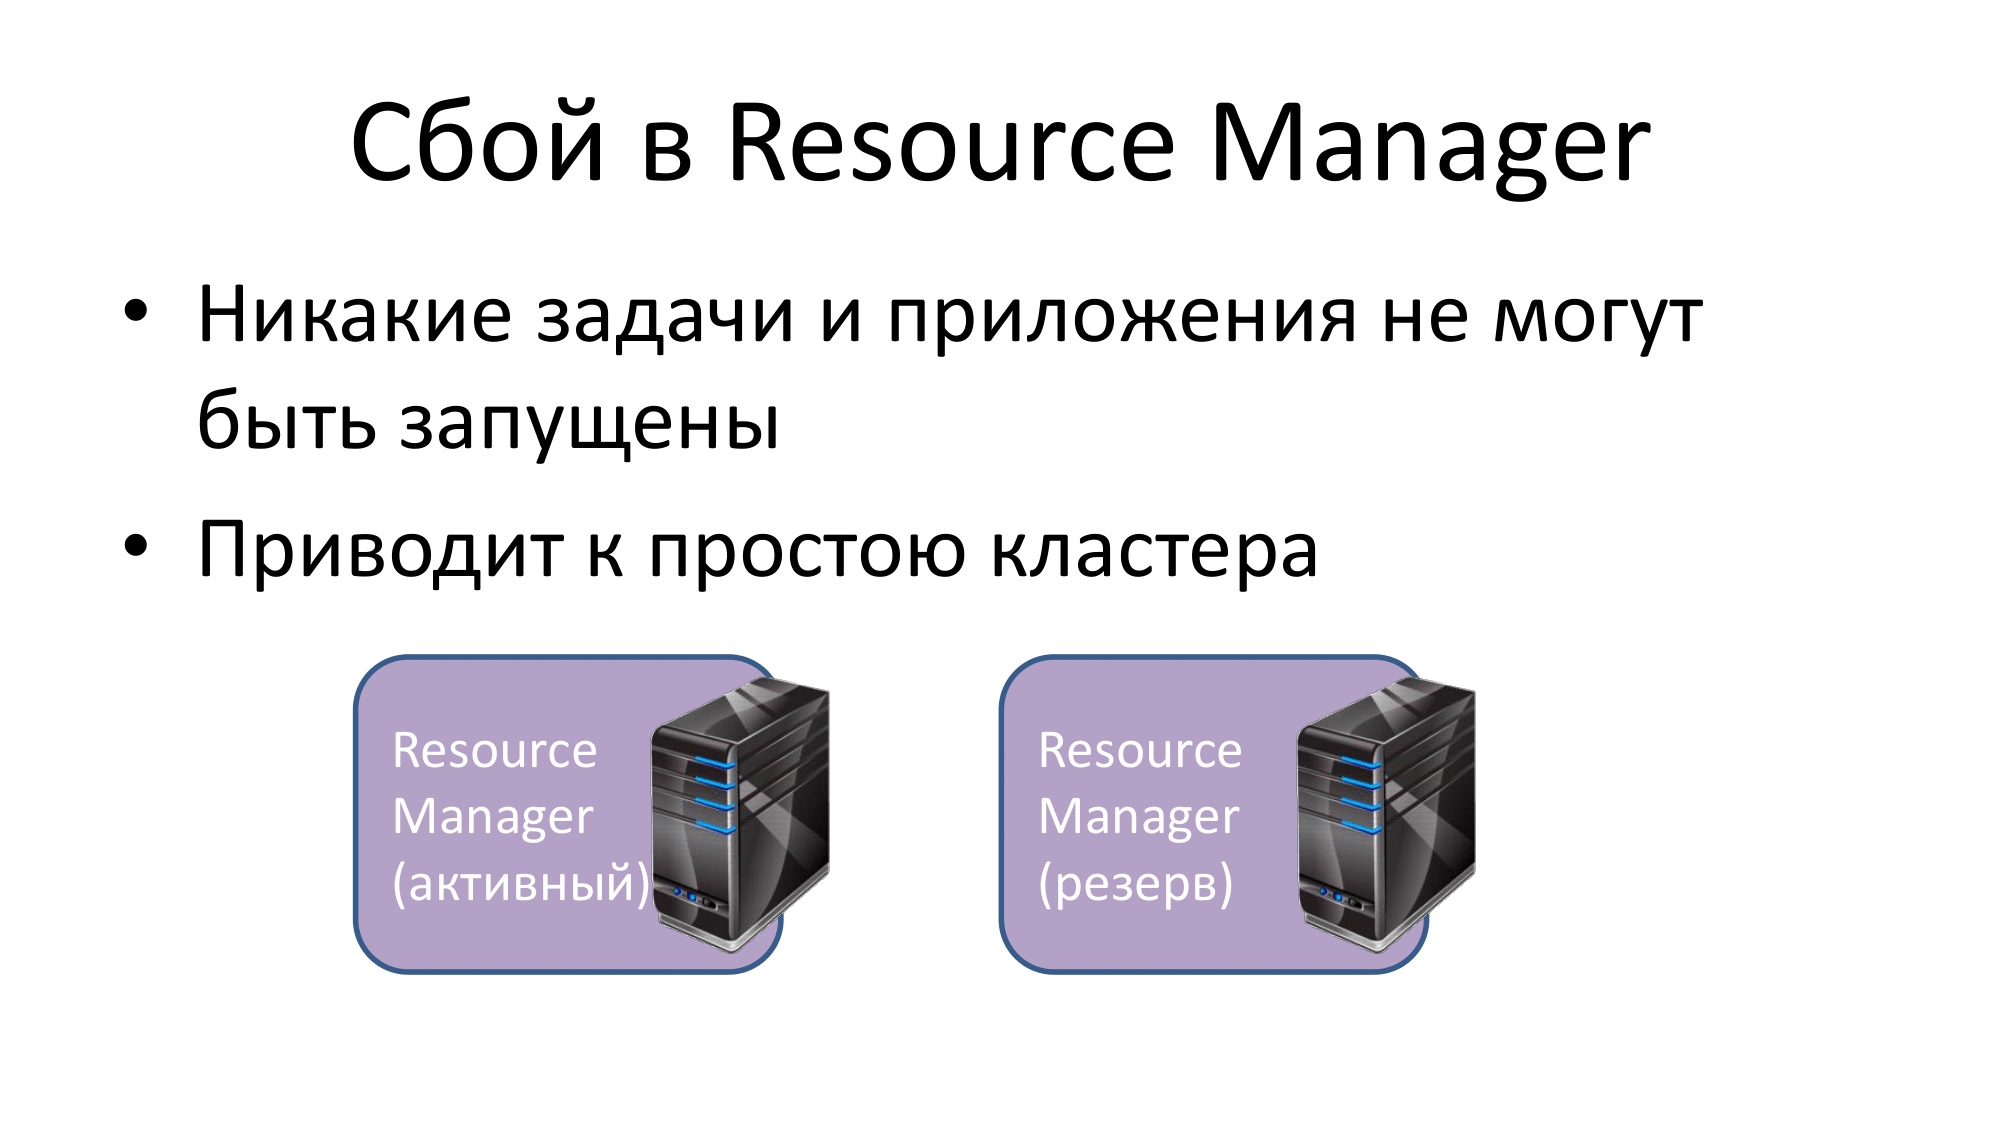 Сбой в Resource Manager
• Никакие задачи и приложения не могут
быть запущены
• Приводит к простою кластера
Resource
Manager
(активный)
Resource
Manager
(резерв)